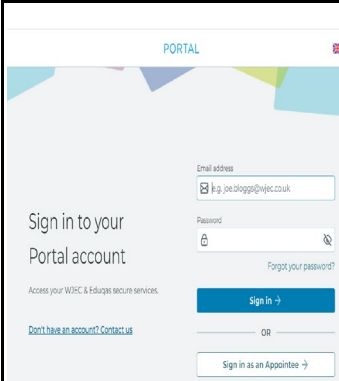 PORTAL
Sign in to your
Portal account
Access your WJEC & Eduqas secure services.
Don't have an account? Contact us
Email address
e.g. joe.bloggs@wjec.co.uk
Password
Forgot your password?
Sign in →
OR
Sign in as an Appointee →